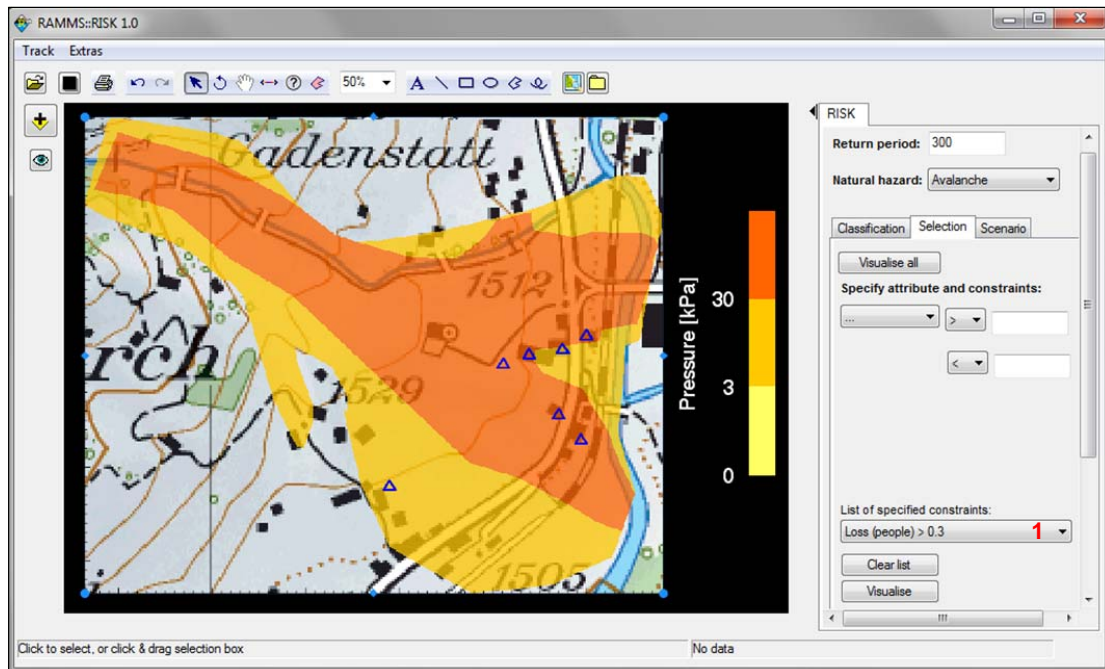 RAMMS::RISK 1.0
Track Extras
50%
A
RISK
Return period: 300
Natural hazard: Avalanche
Classification Selection Scenario
Visualise all
Specify attribute and constraints:
... >
<
List of specified constraints:
Loss (people) > 0.3 1
Clear list
Visualise
Gadenstatt
1512
rch
1529
1505
Pressure [kPa]
30
3
0
Click to select, or click & drag selection box No data